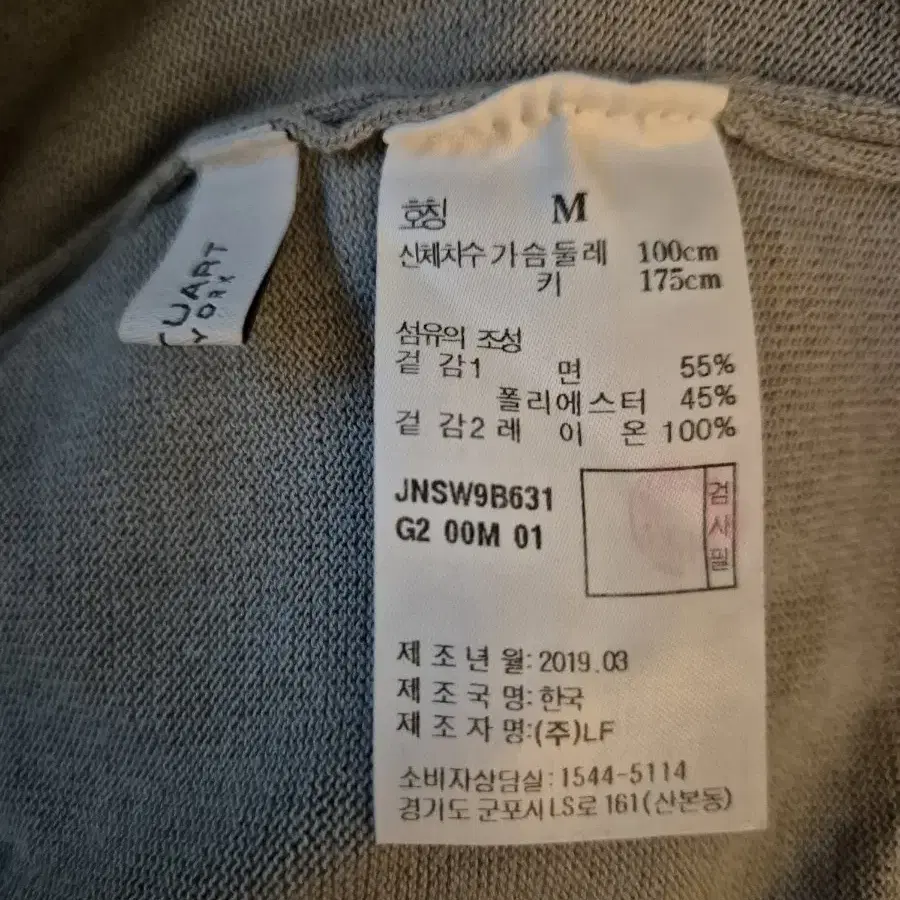 TUART
YORK
호칭 M
신체치수 가슴둘레 100cm
키 175cm
섬유의 조성
겉 감1 면 55%
폴리에스터 45%
겉 감2 레 이 온 100%
JNSW9B631
G2 00M 01
검
사
필
제 조 년 월: 2019.03
제 조 국 명: 한국
제 조 자 명:(주)LF
소비자상담실: 1544-5114
경기도 군포시 LS로 161(산본동)